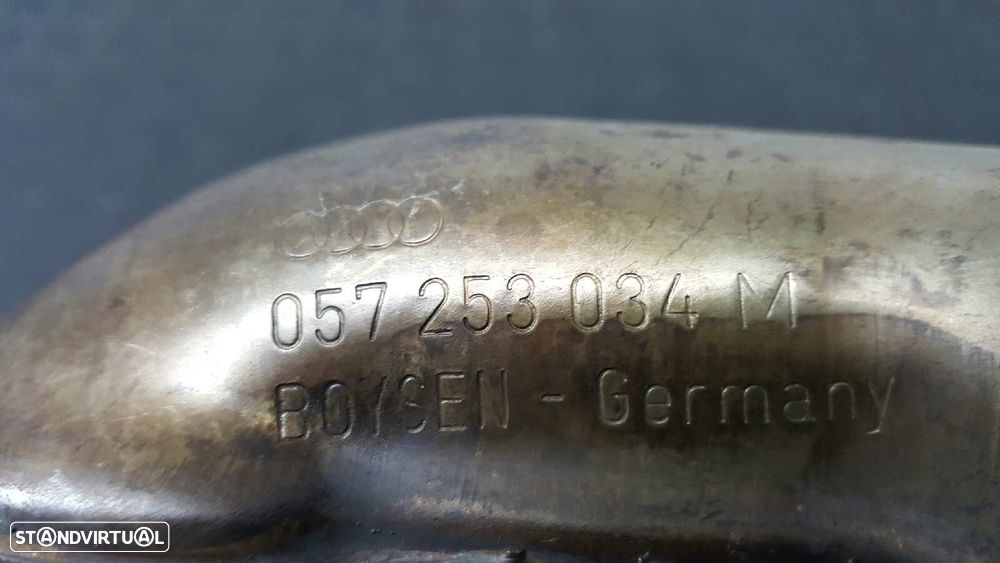 057 253 034 M
BOYSEN - Germany
STANDVIRTUAL